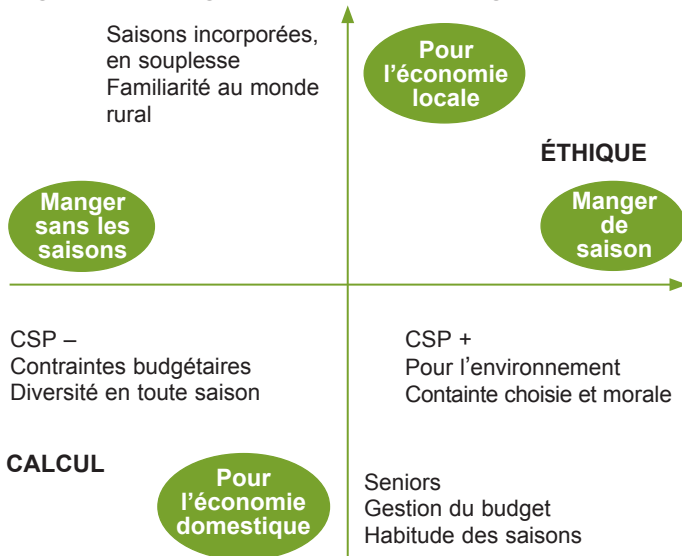 Saisons incorporées,
en souplesse
Familiarité au monde
rural
Pour
l’économie
locale
ÉTHIQUE
Manger
sans les
saisons
Manger
de
saison
CSP –
Contraintes budgétaires
Diversité en toute saison
CSP +
Pour l’environnement
Containte choisie et morale
CALCUL
Pour
l’économie
domestique
Seniors
Gestion du budget
Habitude des saisons